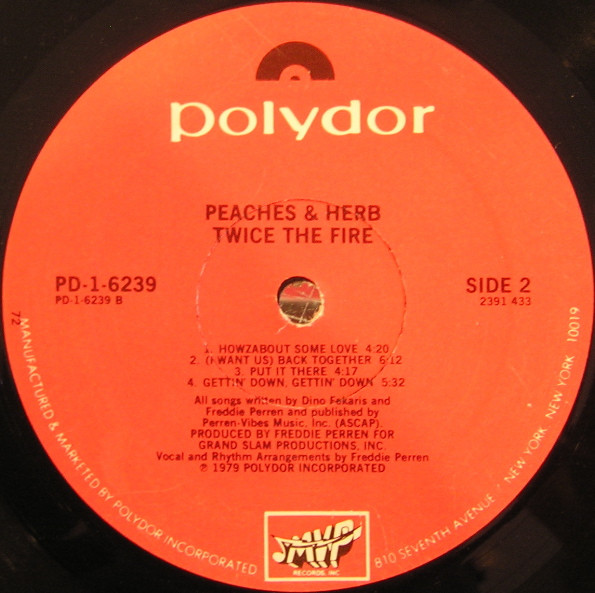 polydor
PEACHES & HERB
TWICE THE FIRE
PD-1-6239
PD-1-6239 B
SIDE 2
2391 433
1. HOWZABOUT SOME LOVE 4:20
2. (I WANT US) BACK TOGETHER 6:12
3. PUT IT THERE 4:17
4. GETTIN' DOWN, GETTIN' DOWN 5:32
All songs written by Dino Fekaris and
Freddie Perren and published by
Perren-Vibes Music, Inc. (ASCAP).
PRODUCED BY FREDDIE PERREN FOR
GRAND SLAM PRODUCTIONS, INC.
Vocal and Rhythm Arrangements by Freddie Perren
℗ 1979 POLYDOR INCORPORATED
72
MANUFACTURED & MARKETED BY POLYDOR INCORPORATED
810 SEVENTH AVENUE · NEW YORK, NEW YORK 10019
MVP
RECORDS, INC